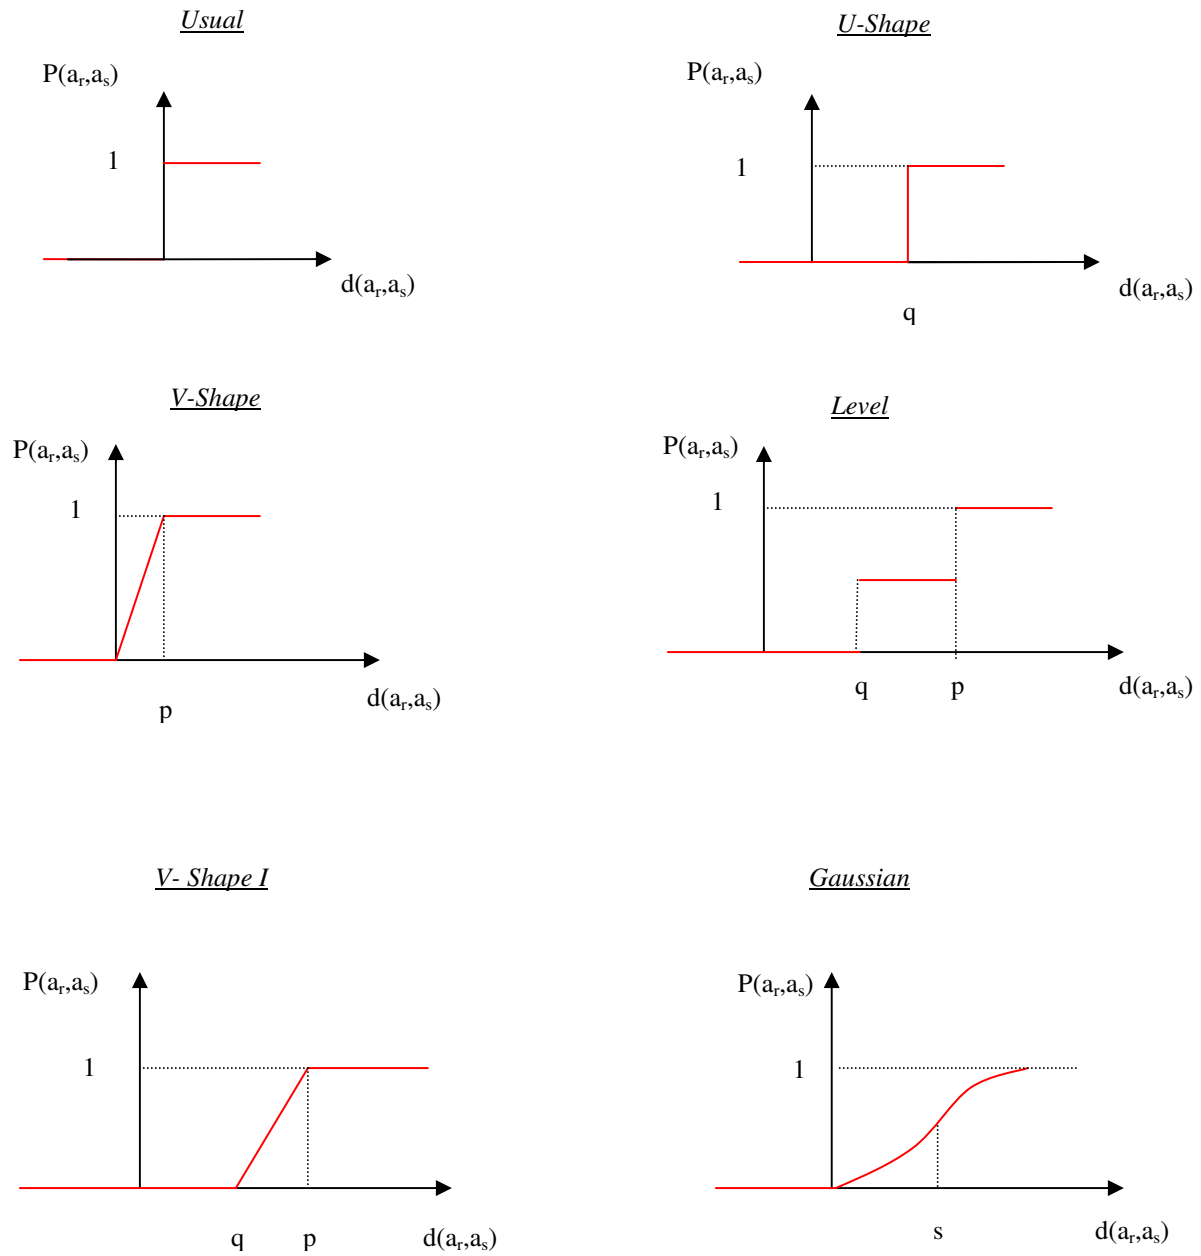 Usual
P(aᵣ,aₛ)
1
d(aᵣ,aₛ)
U-Shape
P(aᵣ,aₛ)
1
q
d(aᵣ,aₛ)
V-Shape
P(aᵣ,aₛ)
1
p
d(aᵣ,aₛ)
Level
P(aᵣ,aₛ)
1
q p d(aᵣ,aₛ)
V- Shape I
P(aᵣ,aₛ)
1
q p d(aᵣ,aₛ)
Gaussian
P(aᵣ,aₛ)
1
s d(aᵣ,aₛ)